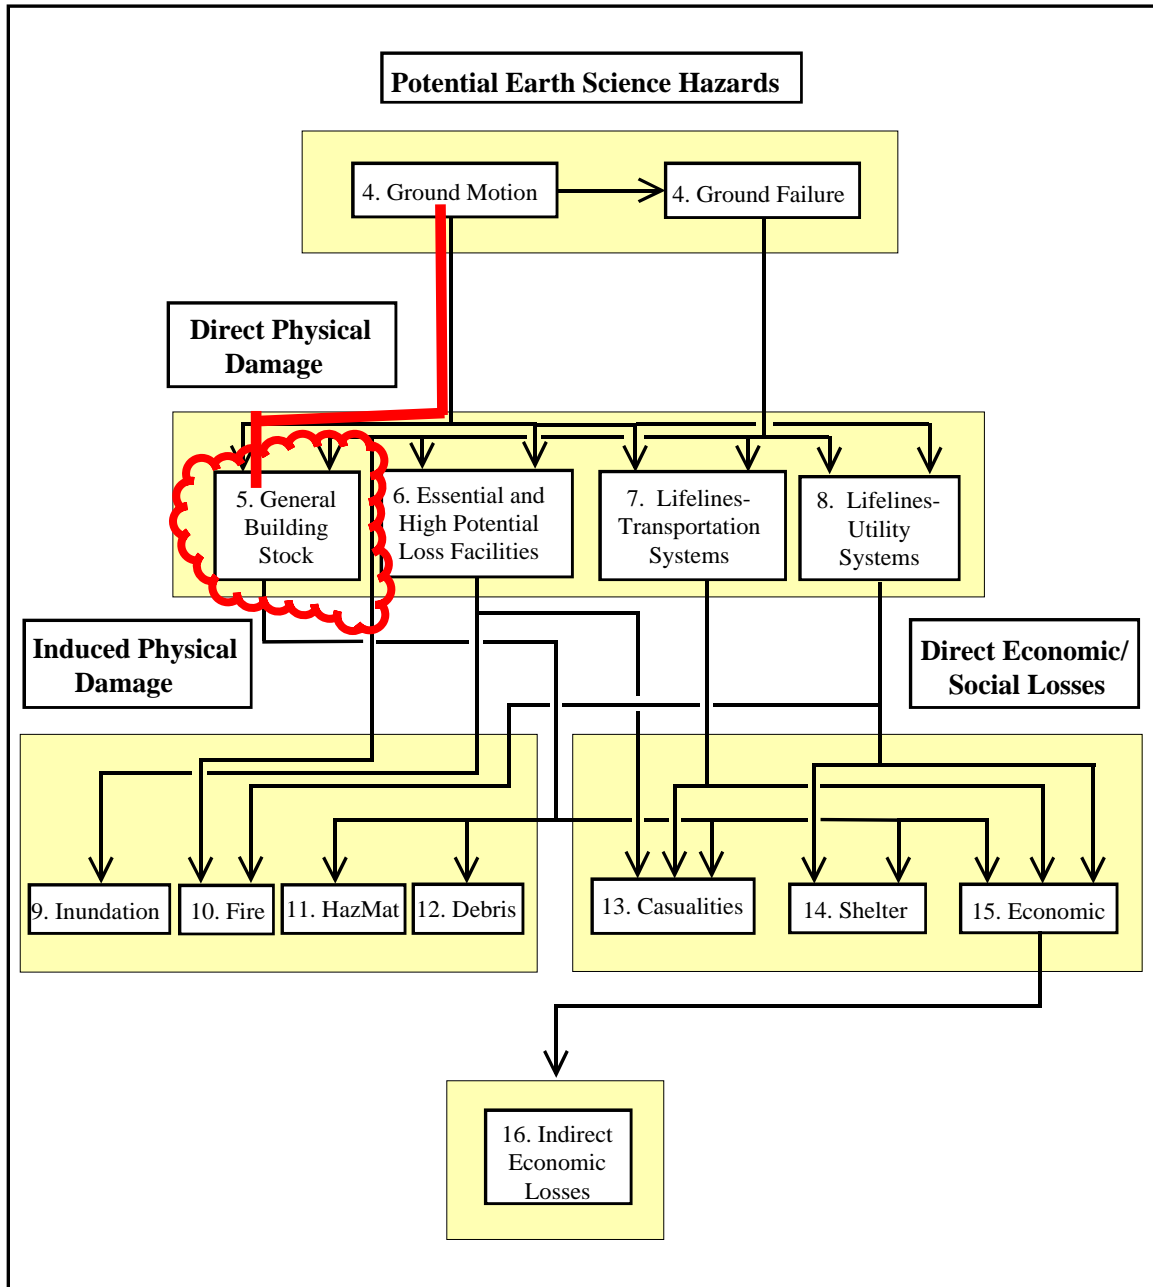 Potential Earth Science Hazards
4. Ground Motion
4. Ground Failure
Direct Physical
Damage
5. General
Building
Stock
6. Essential and
High Potential
Loss Facilities
7. Lifelines-
Transportation
Systems
8. Lifelines-
Utility
Systems
Induced Physical
Damage
Direct Economic/
Social Losses
9. Inundation
10. Fire
11. HazMat
12. Debris
13. Casualities
14. Shelter
15. Economic
16. Indirect
Economic
Losses